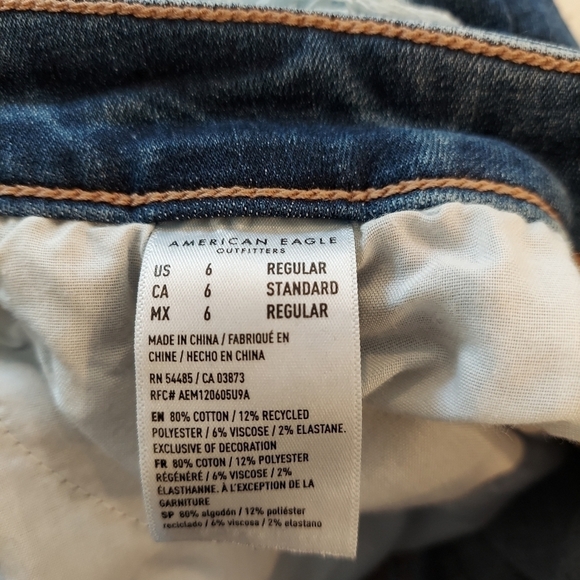 AMERICAN EAGLE
OUTFITTERS
US 6 REGULAR
CA 6 STANDARD
MX 6 REGULAR
MADE IN CHINA / FABRIQUÉ EN
CHINE / HECHO EN CHINA
RN 54485 / CA 03873
RFC# AEM120605U9A
EN 80% COTTON / 12% RECYCLED
POLYESTER / 6% VISCOSE / 2% ELASTANE.
EXCLUSIVE OF DECORATION
FR 80% COTON / 12% POLYESTER
RÉGÉNÉRÉ / 6% VISCOSE / 2%
ÉLASTHANNE. À L'EXCEPTION DE LA
GARNITURE
SP 80% algodón / 12% poliéster
reciclado / 6% viscosa / 2% elastano